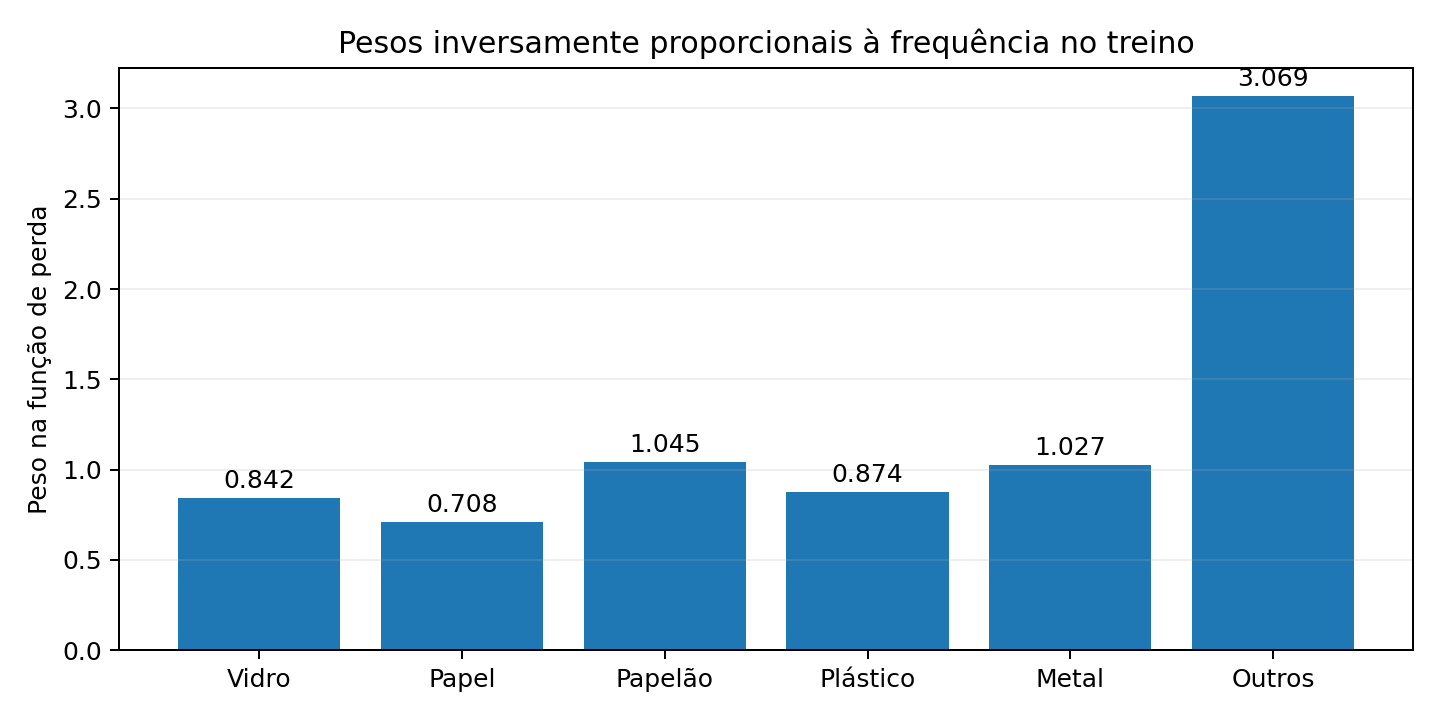 Pesos inversamente proporcionais à frequência no treino
Peso na função de perda
3.0
2.5
2.0
1.5
1.0
0.5
0.0
0.842
0.708
1.045
0.874
1.027
3.069
Vidro
Papel
Papelão
Plástico
Metal
Outros